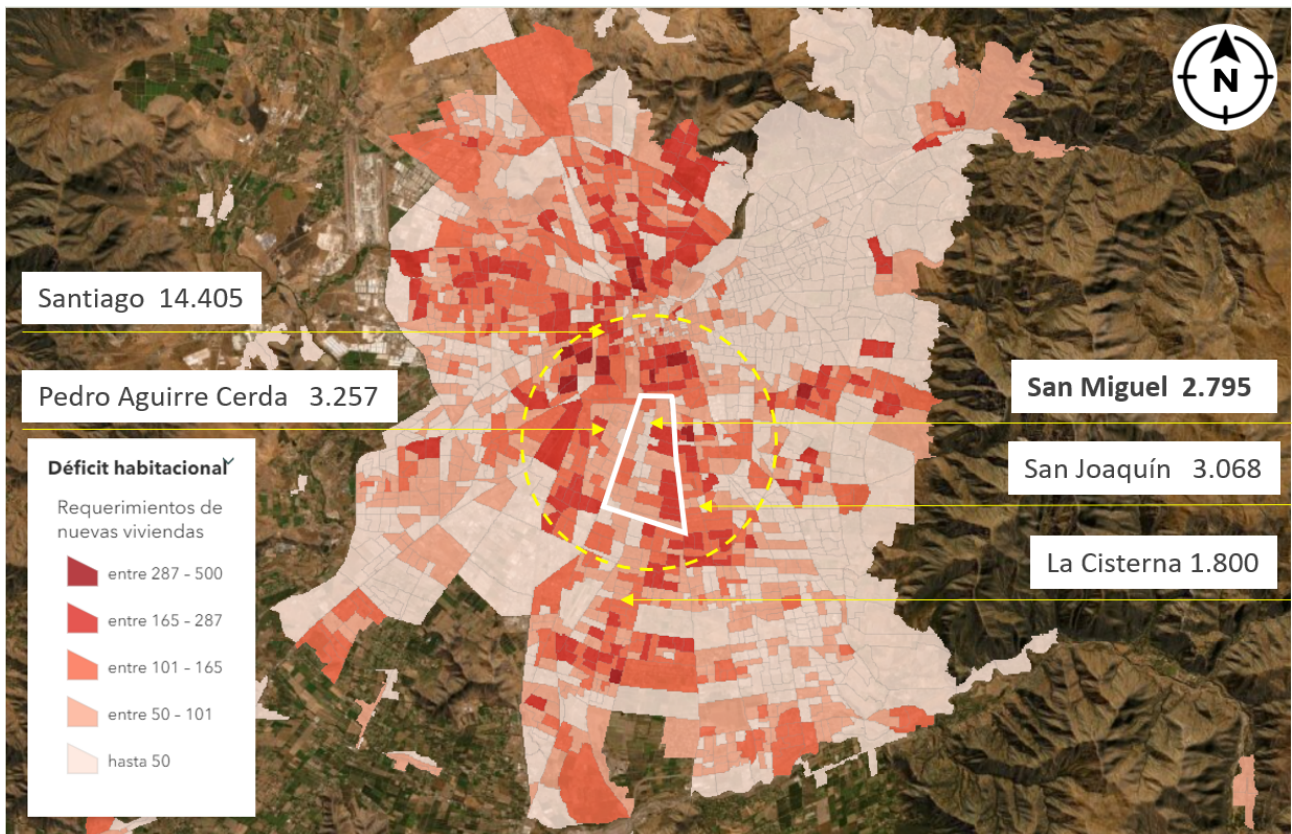 N
Santiago 14.405
Pedro Aguirre Cerda 3.257
San Miguel 2.795
San Joaquín 3.068
La Cisterna 1.800
Déficit habitacional
Requerimientos de
nuevas viviendas
entre 287 - 500
entre 165 - 287
entre 101 - 165
entre 50 - 101
hasta 50